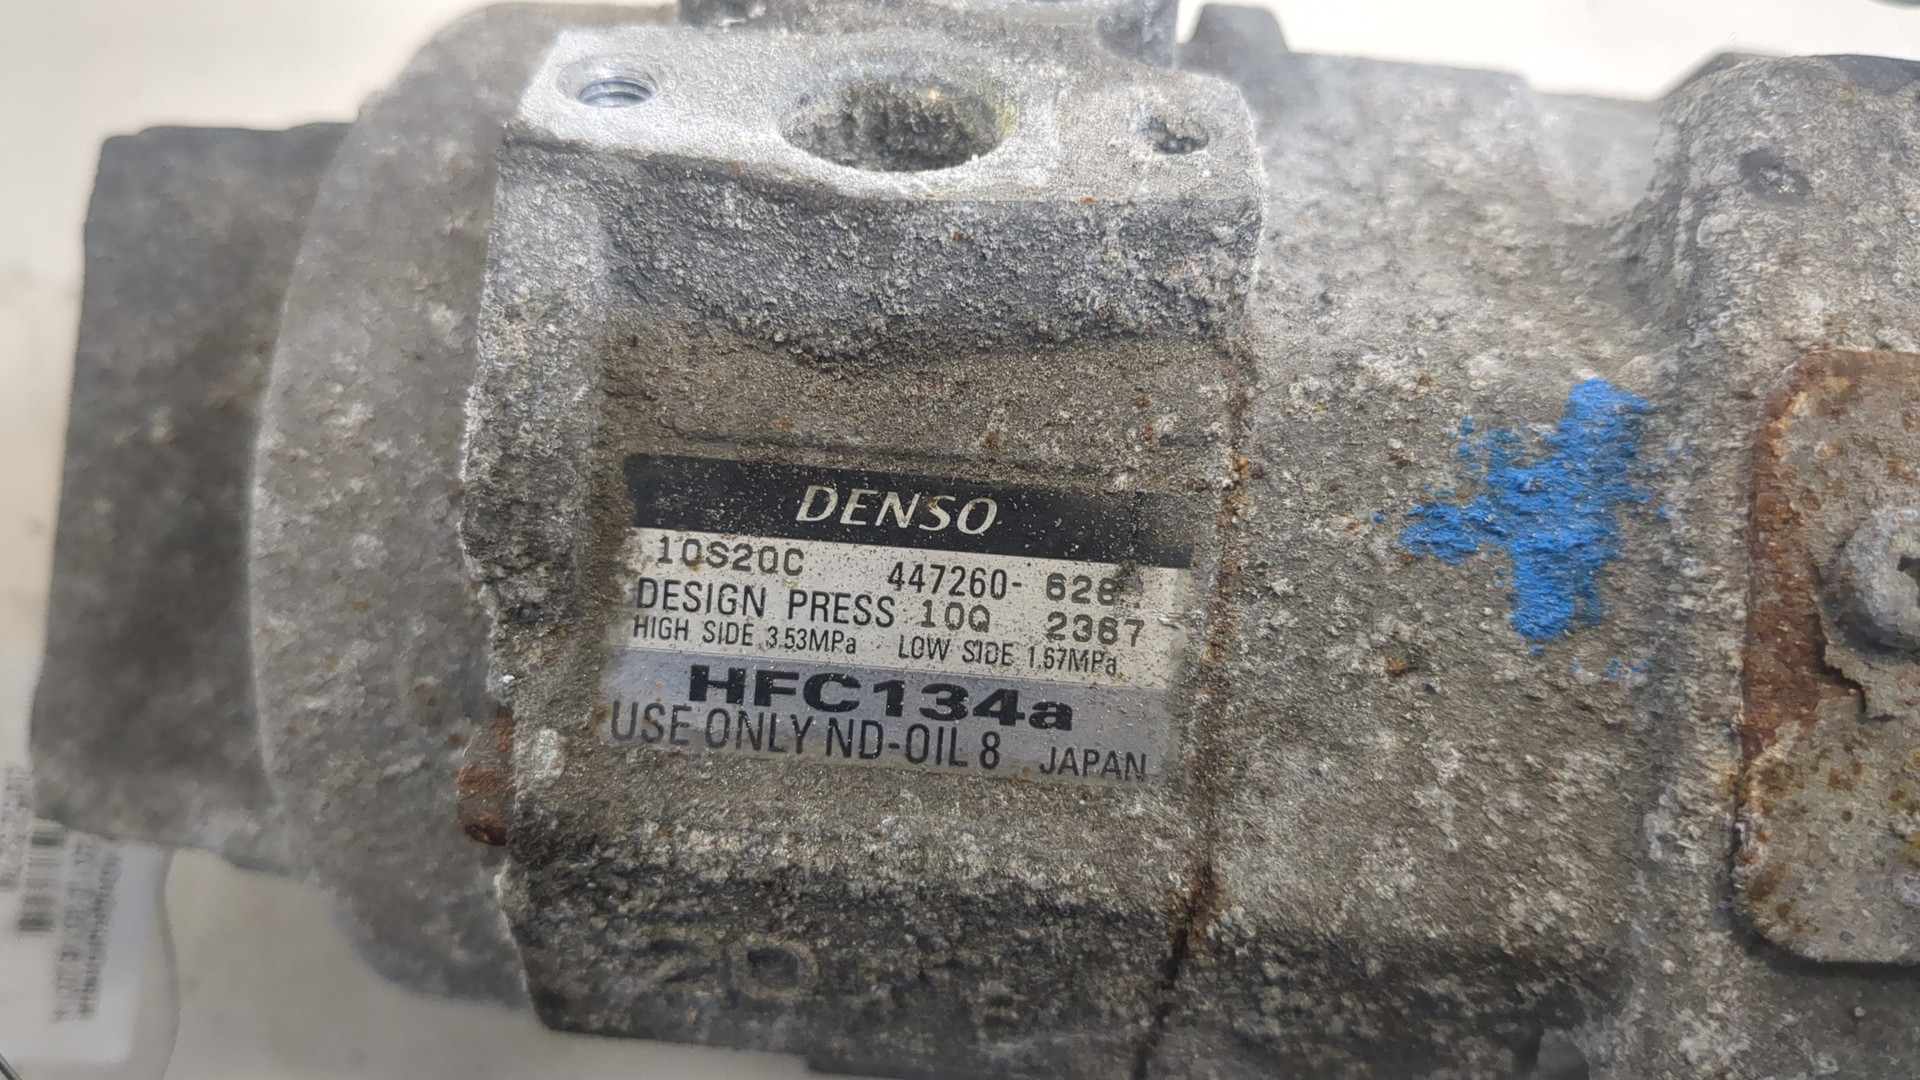 DENSO
10S20C 447260-
DESIGN PRESS 10Q 2367
HIGH SIDE 3.53MPa LOW SIDE 1.67MPa
HFC134a
USE ONLY ND-OIL 8 JAPAN
20